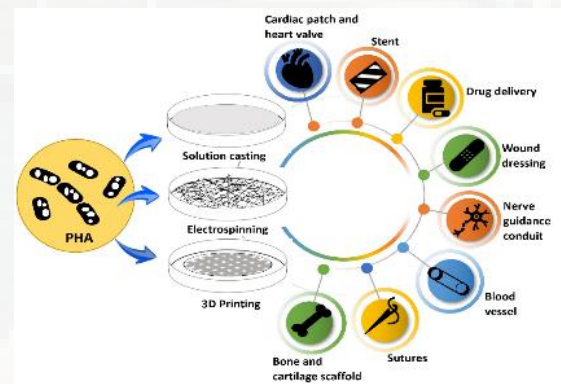 Cardiac patch and
heart valve
Stent
Drug delivery
Wound
dressing
Nerve
guidance
conduit
Blood
vessel
Sutures
Bone and
cartilage scaffold
PHA
Solution casting
Electrospinning
3D Printing